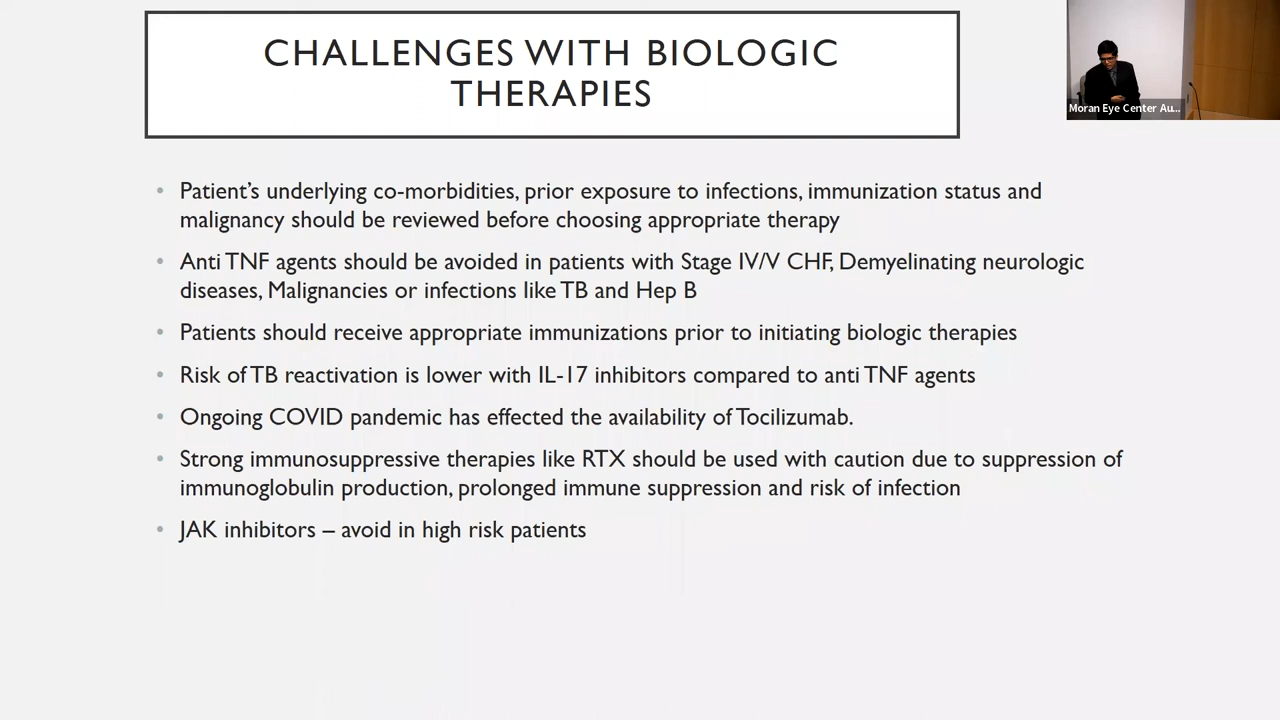 CHALLENGES WITH BIOLOGIC
THERAPIES
Moran Eye Center Au...
• Patient’s underlying co-morbidities, prior exposure to infections, immunization status and
malignancy should be reviewed before choosing appropriate therapy
• Anti TNF agents should be avoided in patients with Stage IV/V CHF, Demyelinating neurologic
diseases, Malignancies or infections like TB and Hep B
• Patients should receive appropriate immunizations prior to initiating biologic therapies
• Risk of TB reactivation is lower with IL-17 inhibitors compared to anti TNF agents
• Ongoing COVID pandemic has effected the availability of Tocilizumab.
• Strong immunosuppressive therapies like RTX should be used with caution due to suppression of
immunoglobulin production, prolonged immune suppression and risk of infection
• JAK inhibitors – avoid in high risk patients